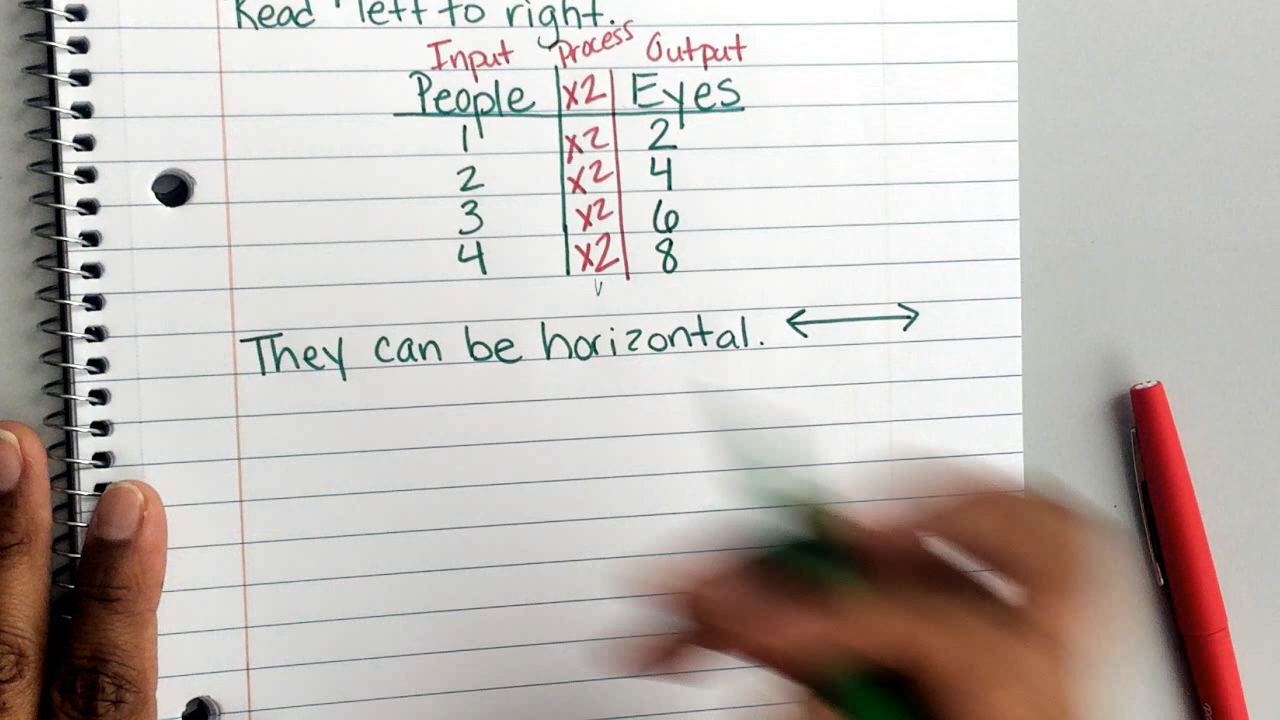 Read left to right.
Input Process Output
People x2 Eyes
1 x2 2
2 x2 4
3 x2 6
4 x2 8
They can be horizontal.